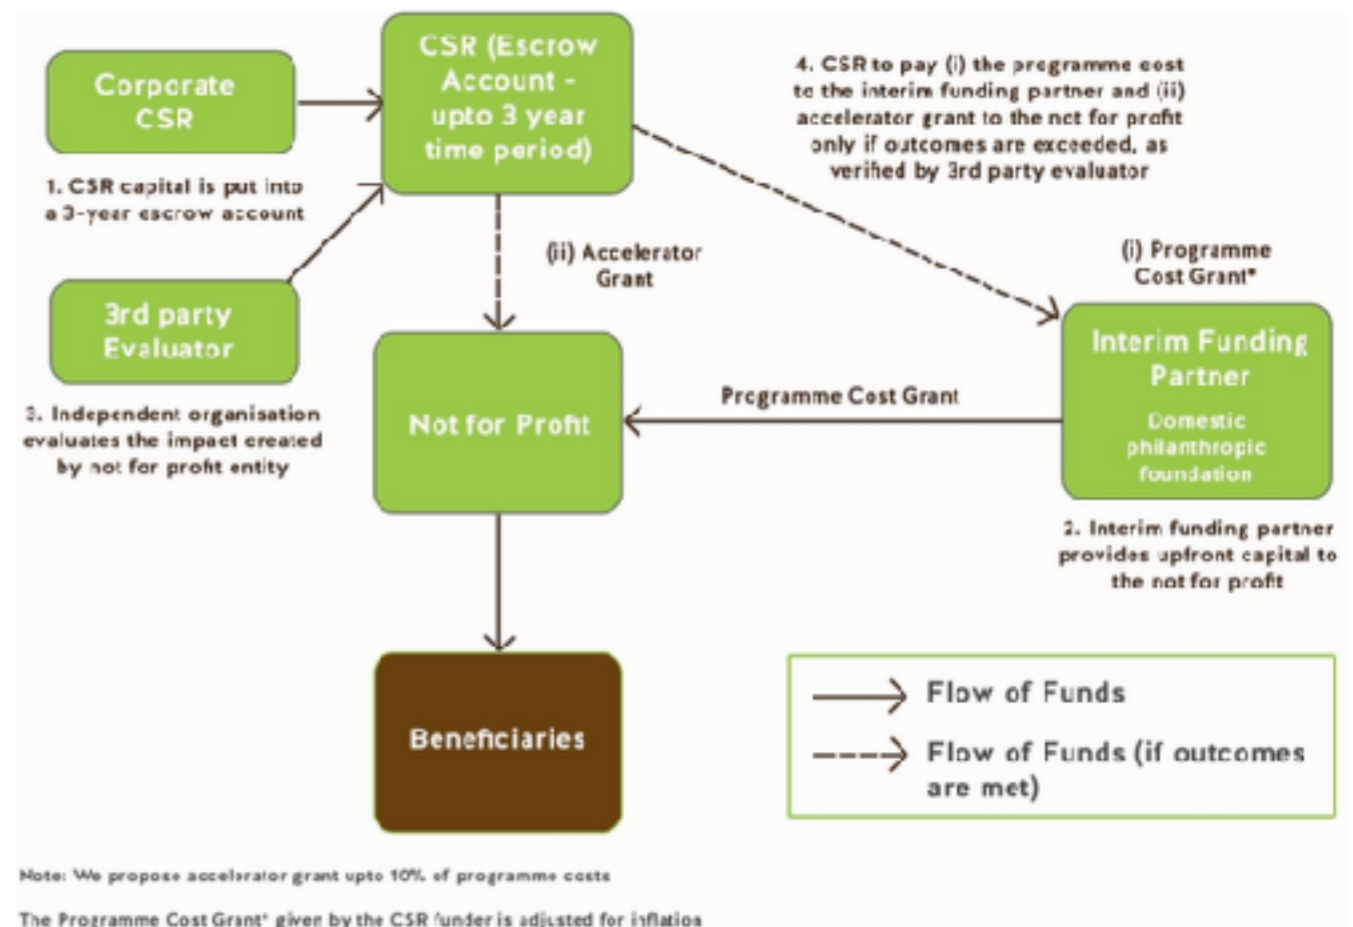 CSR (Escrow
Account -
upto 3 year
time period)
Corporate
CSR
1. CSR capital is put into
a 3-year escrow account
4. CSR to pay (i) the programme cost
to the interim funding partner and (ii)
accelerator grant to the not for profit
only if outcomes are exceeded, as
verified by 3rd party evaluator
(ii) Accelerator
Grant
(i) Programme
Cost Grant*
3rd party
Evaluator
3. Independent organisation
evaluates the impact created
by not for profit entity
Not for Profit
Programme Cost Grant
Interim Funding
Partner
Domestic
philanthropic
foundation
2. Interim funding partner
provides upfront capital to
the not for profit
Beneficiaries
Flow of Funds
Flow of Funds (if outcomes
are met)
Note: We propose accelerator grant upto 10% of programme costs
The Programme Cost Grant* given by the CSR funder is adjusted for inflation